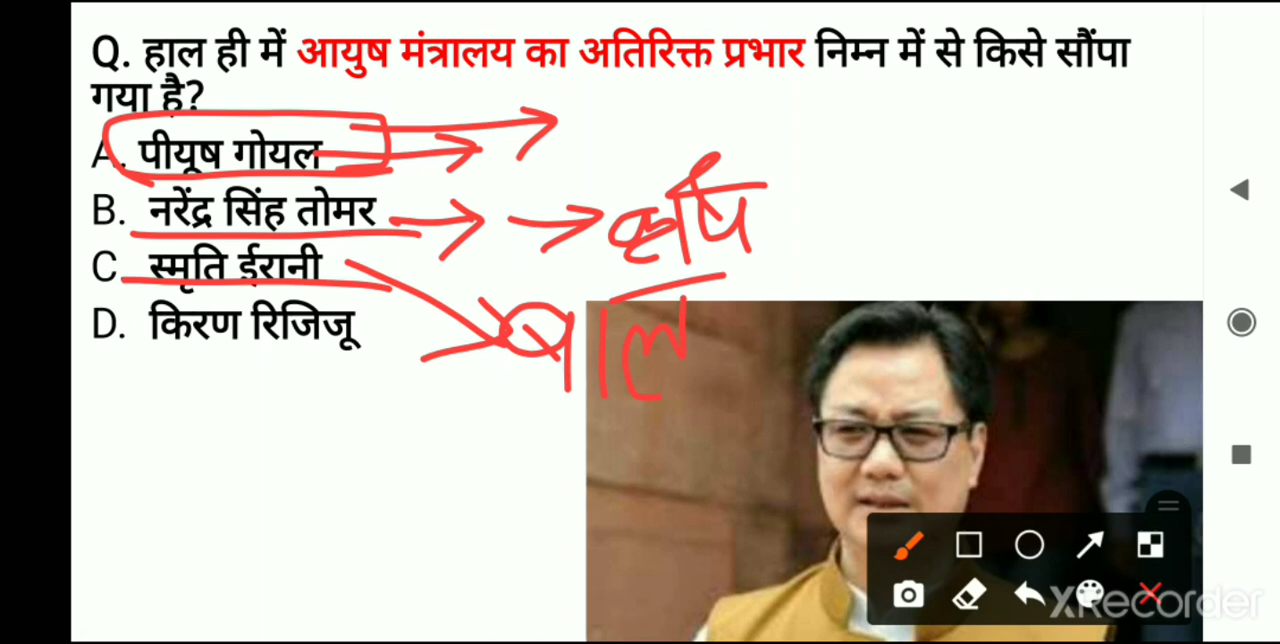 Q. हाल ही में आयुष मंत्रालय का अतिरिक्त प्रभार निम्न में से किसे सौंपा
गया है?
A. पीयूष गोयल
B. नरेंद्र सिंह तोमर → → कृषि
C स्मृति ईरानी
D. किरण रिजिजू
XRecorder